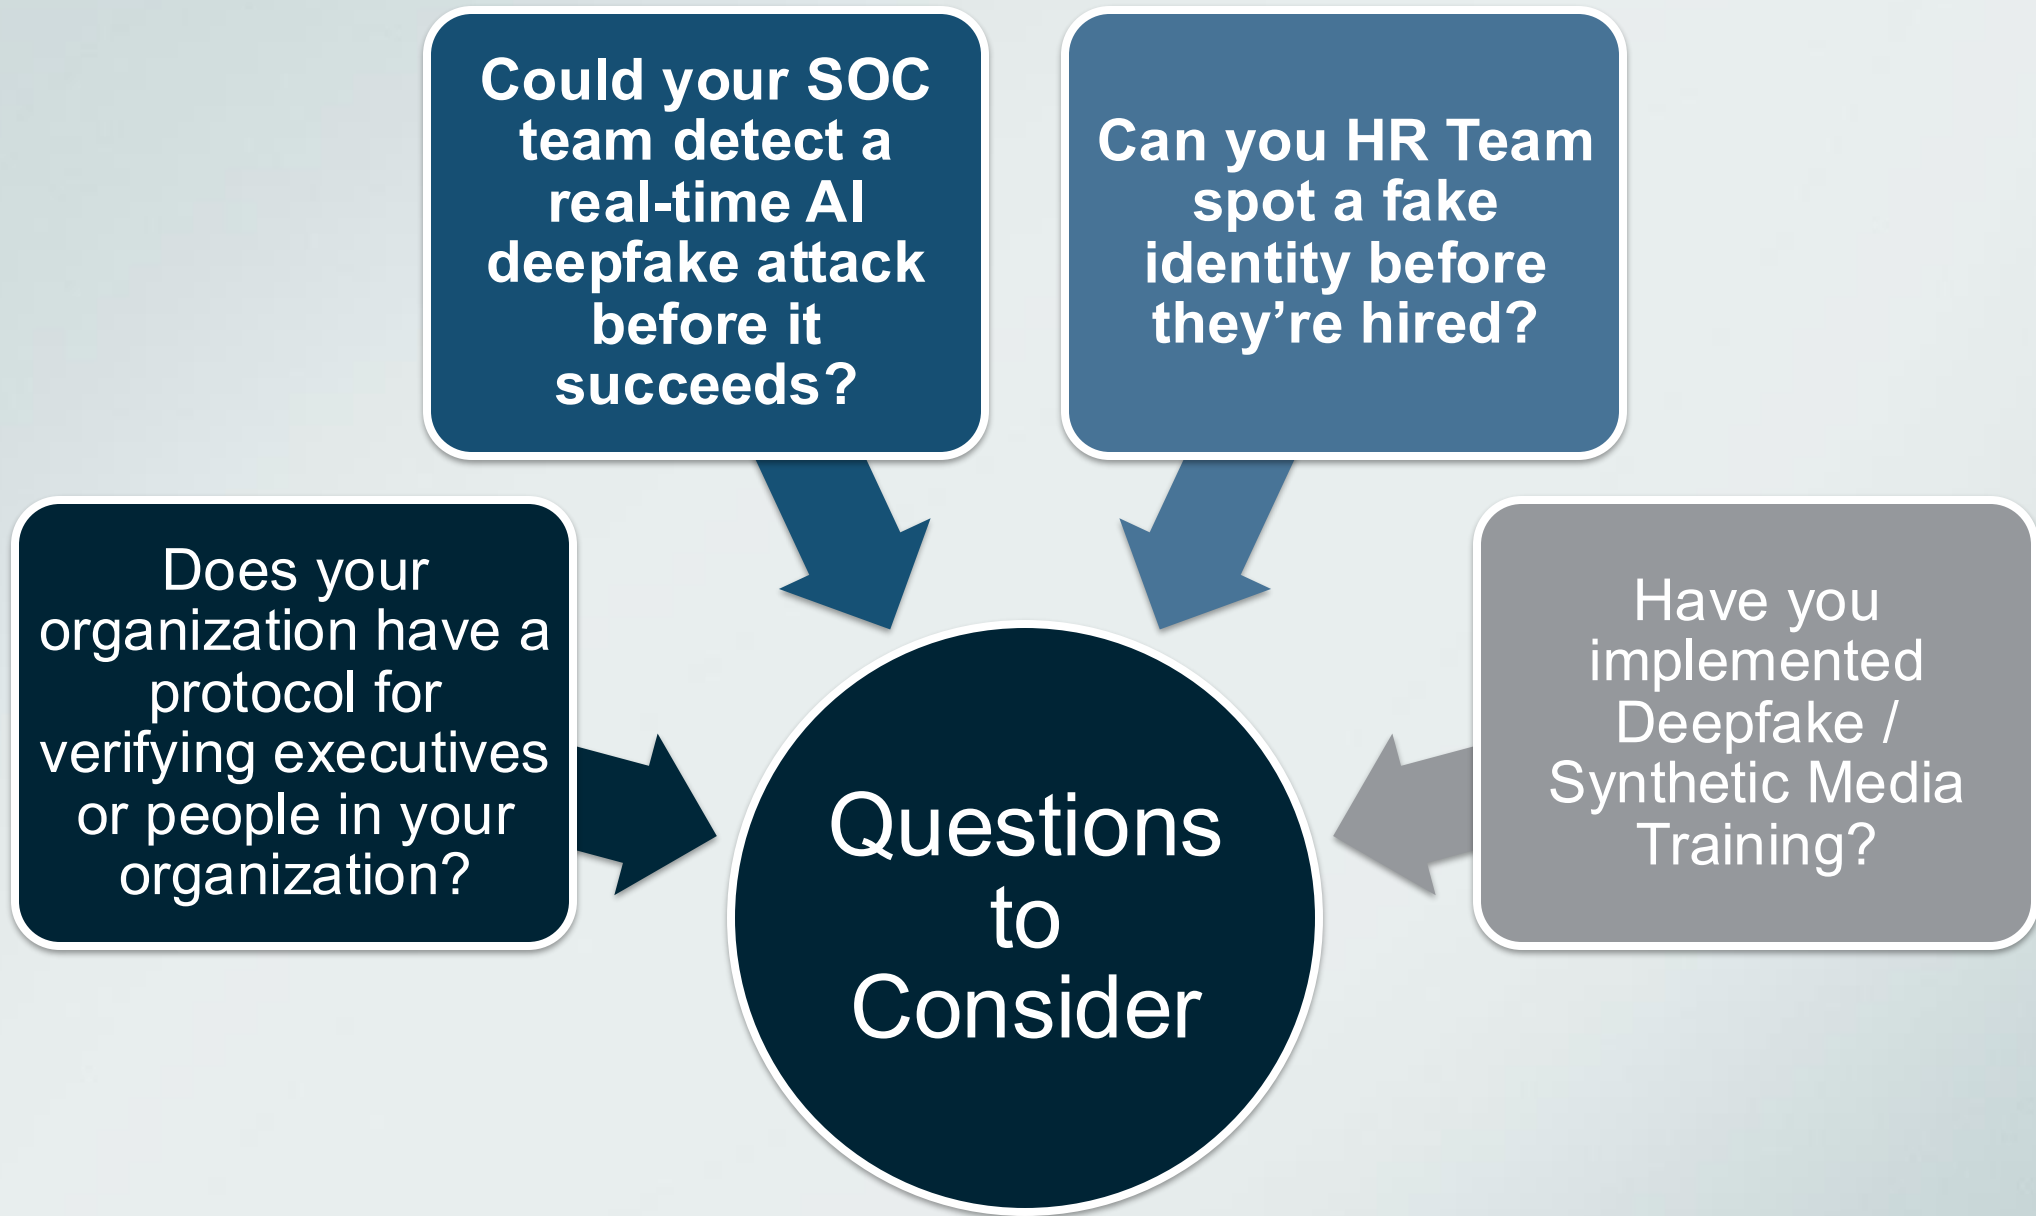 Could your SOC
team detect a
real-time AI
deepfake attack
before it
succeeds?
Can you HR Team
spot a fake
identity before
they’re hired?
Does your
organization have a
protocol for
verifying executives
or people in your
organization?
Have you
implemented
Deepfake /
Synthetic Media
Training?
Questions
to
Consider